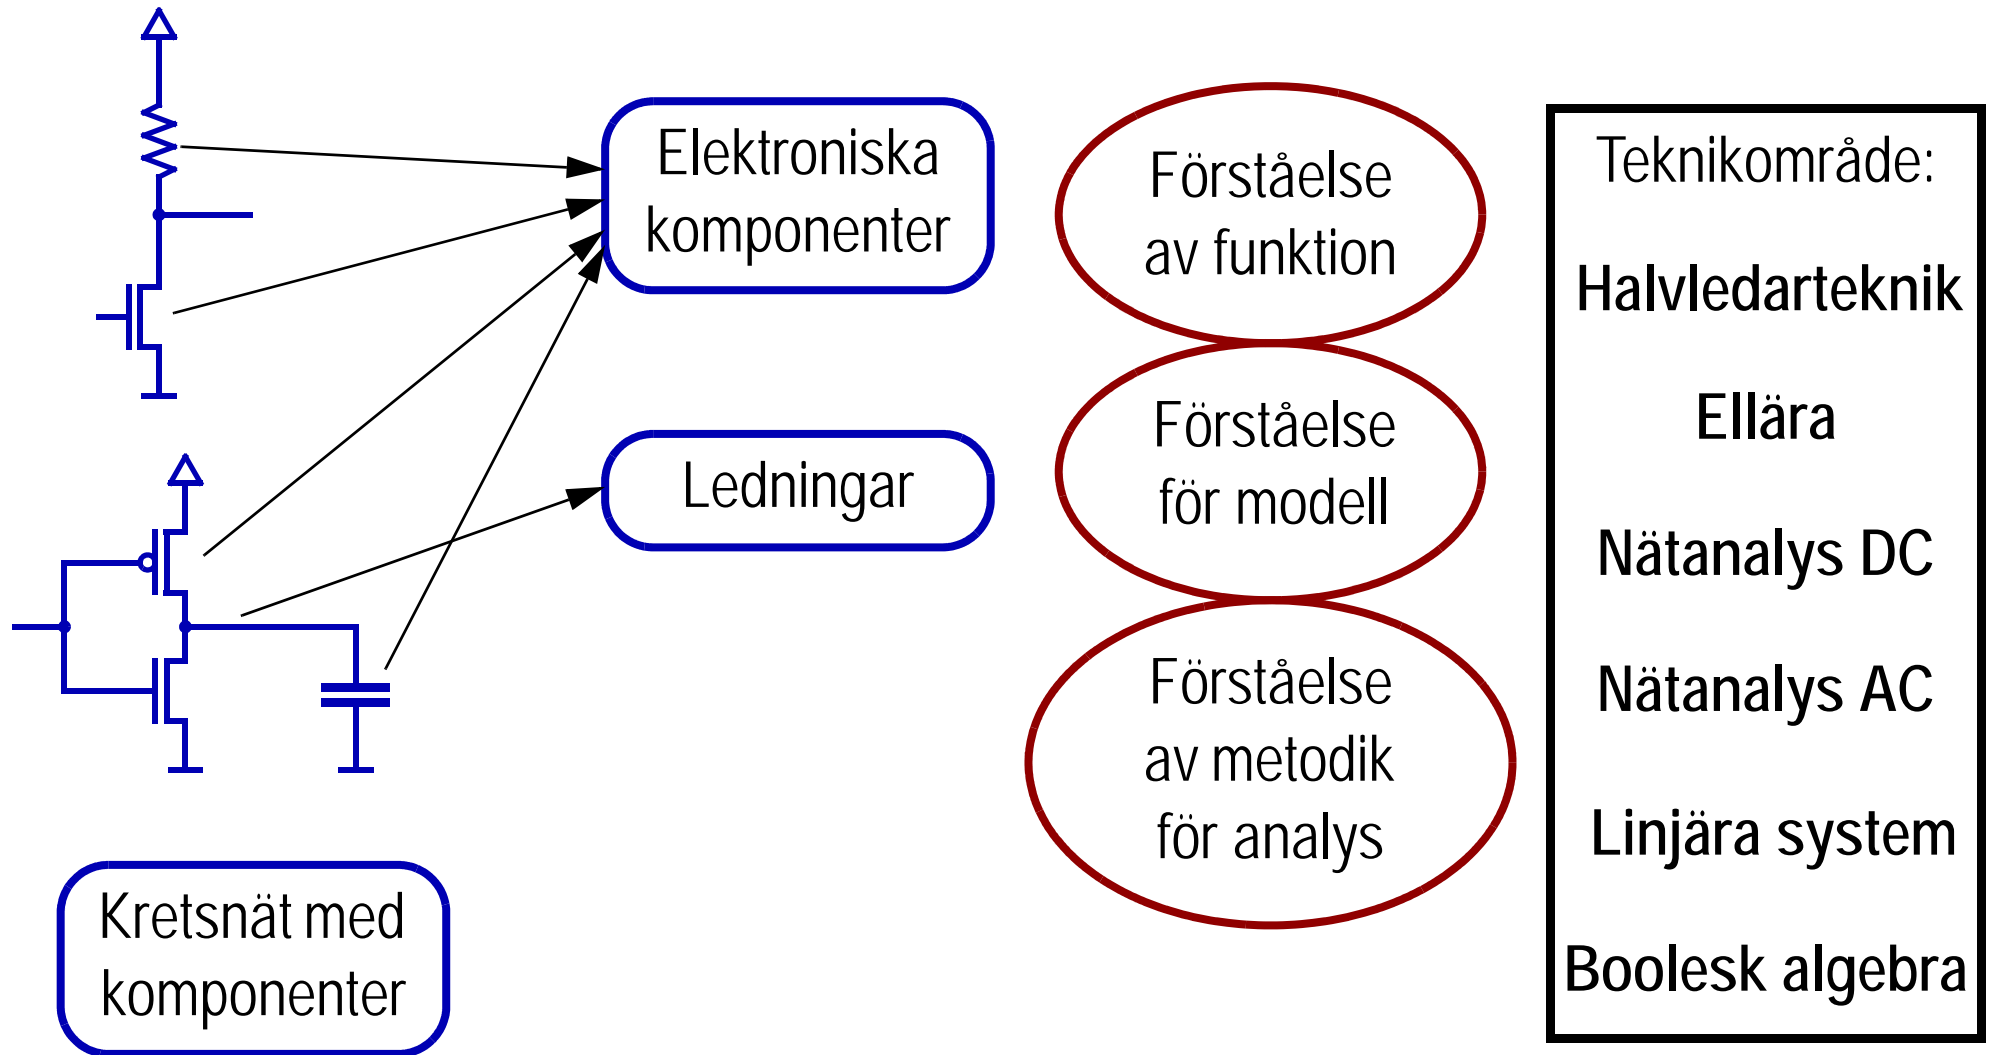 Elektroniska
komponenter
Ledningar
Kretsnät med
komponenter
Förståelse
av funktion
Förståelse
för modell
Förståelse
av metodik
för analys
Teknikområde:
Halvledarteknik
Ellära
Nätanalys DC
Nätanalys AC
Linjära system
Boolesk algebra